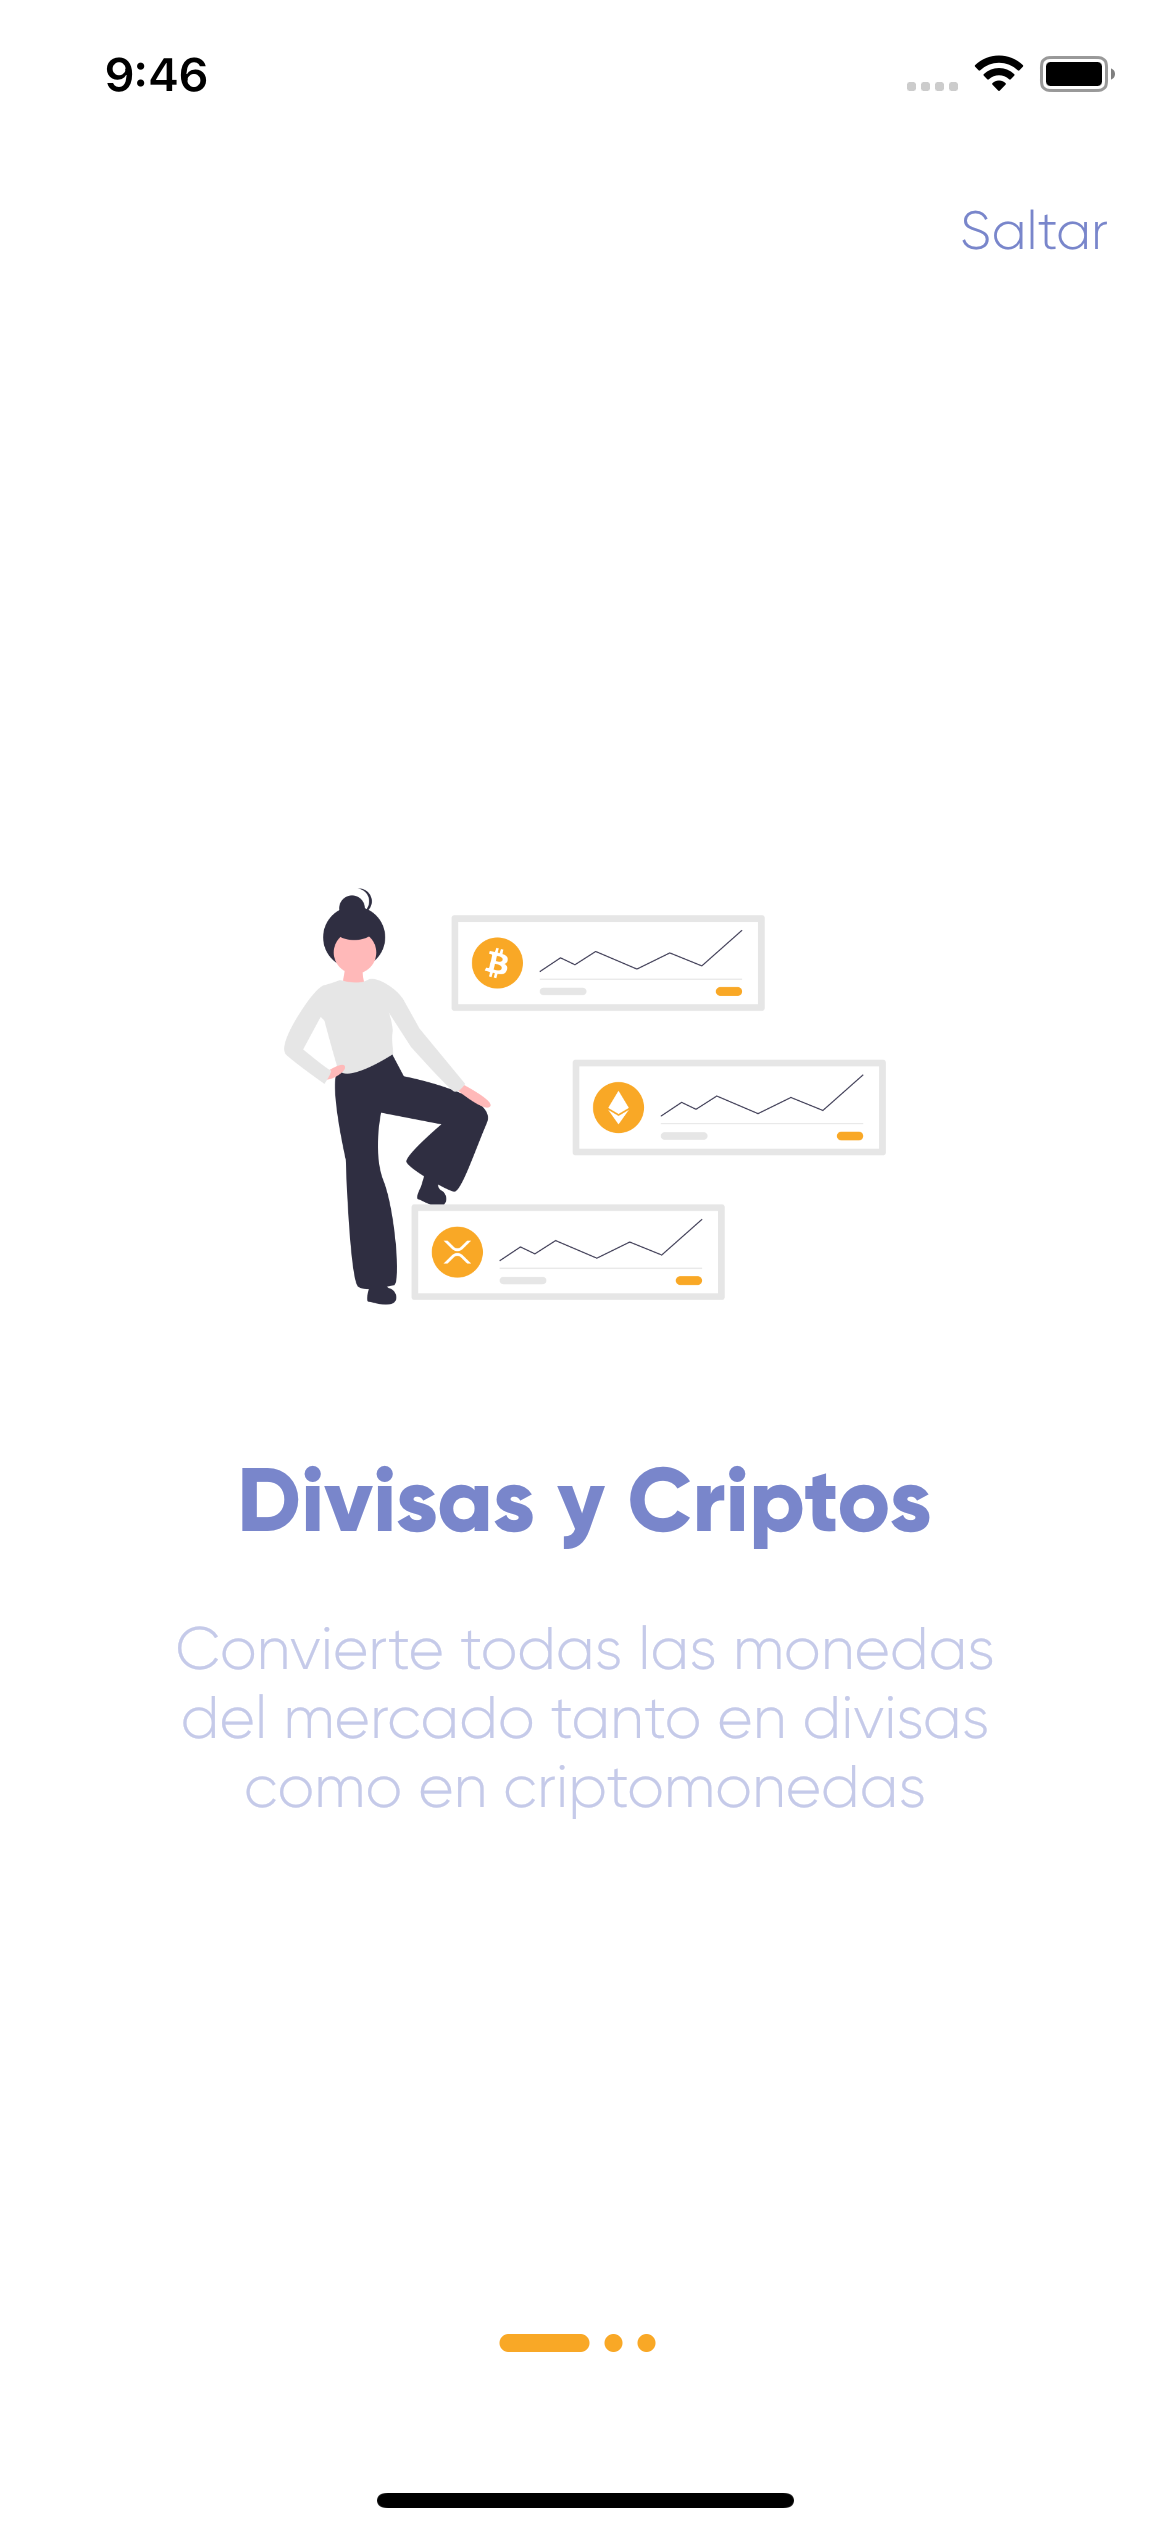 9:46
Saltar
Divisas y Criptos
Convierte todas las monedas
del mercado tanto en divisas
como en criptomonedas